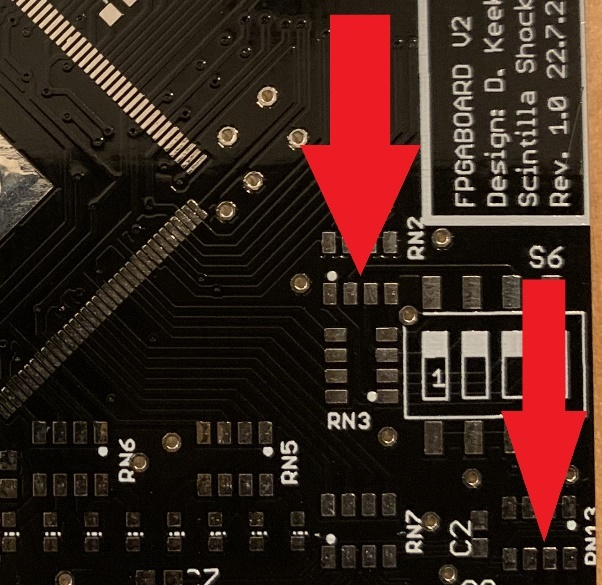 FPGABOARD V2
Design: D. Kee
Scintilla Shock
Rev. 1.0 22.7.2
RN2
S6
1
RN3
RN6
RN5
RN7
C2
RN13